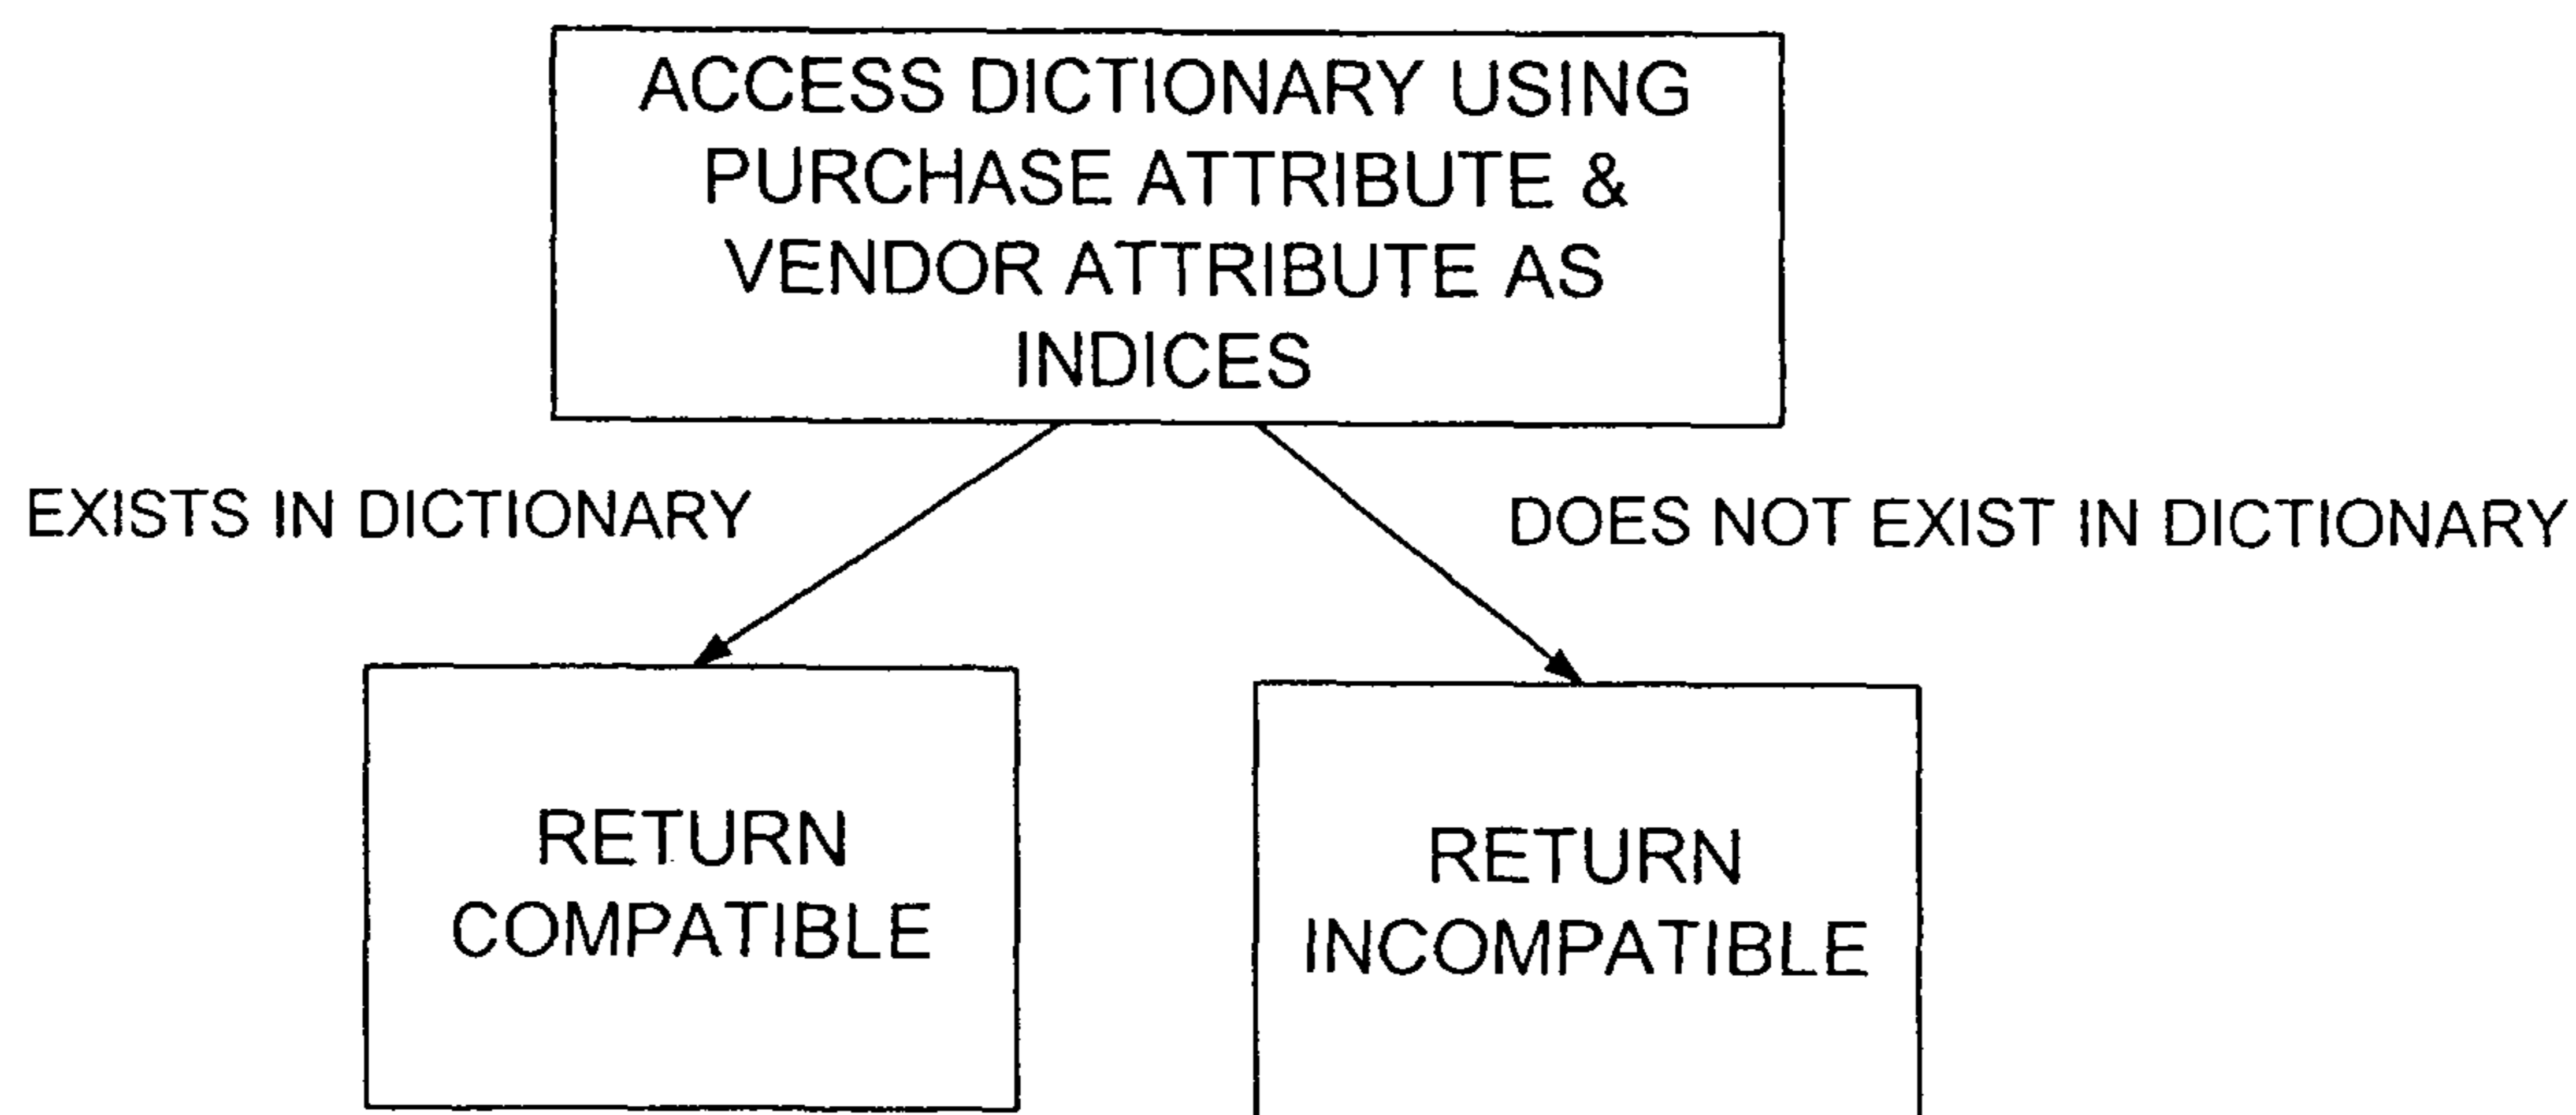 ACCESS DICTIONARY USING
PURCHASE ATTRIBUTE &
VENDOR ATTRIBUTE AS
INDICES
EXISTS IN DICTIONARY
DOES NOT EXIST IN DICTIONARY
RETURN
COMPATIBLE
RETURN
INCOMPATIBLE